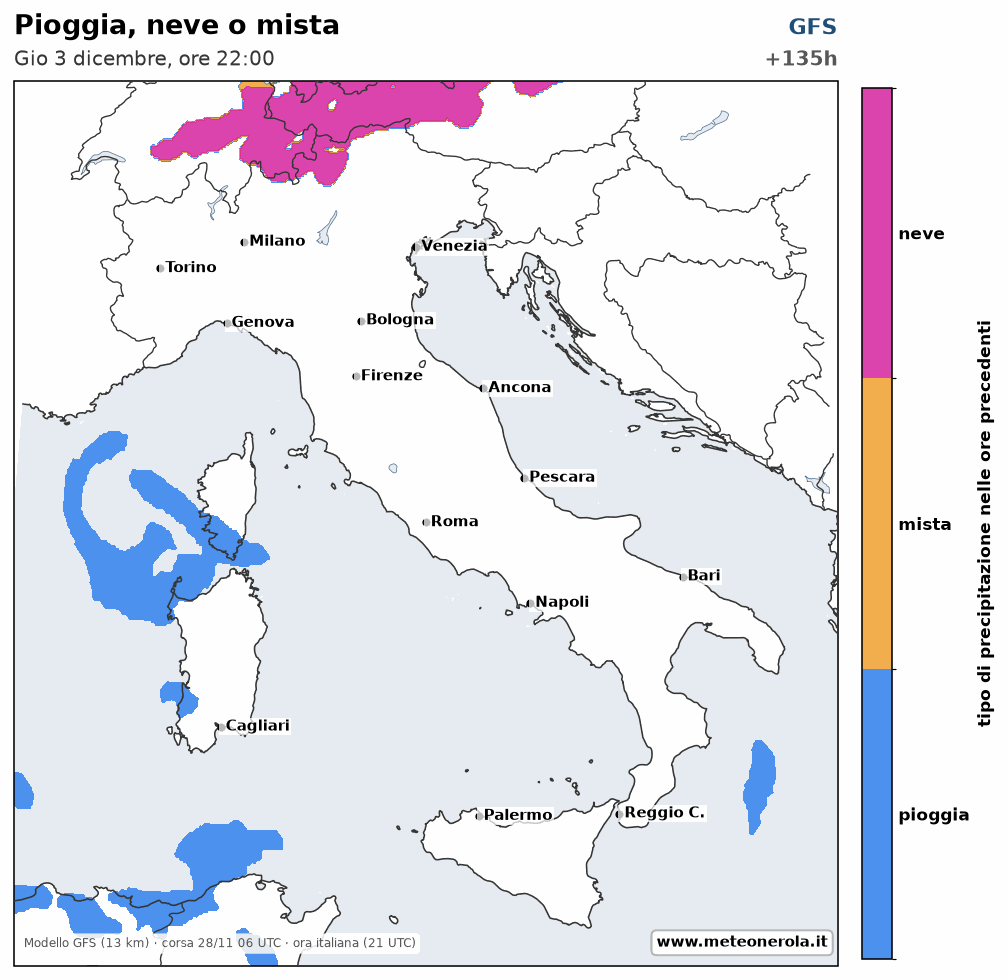 Pioggia, neve o mista
GFS
Gio 3 dicembre, ore 22:00
+135h
neve
mista
pioggia
tipo di precipitazione nelle ore precedenti
Milano
Venezia
Torino
Genova
Bologna
Firenze
Ancona
Pescara
Roma
Bari
Napoli
Cagliari
Palermo
Reggio C.
Modello GFS (13 km) · corsa 28/11 06 UTC · ora italiana (21 UTC)
www.meteonerola.it